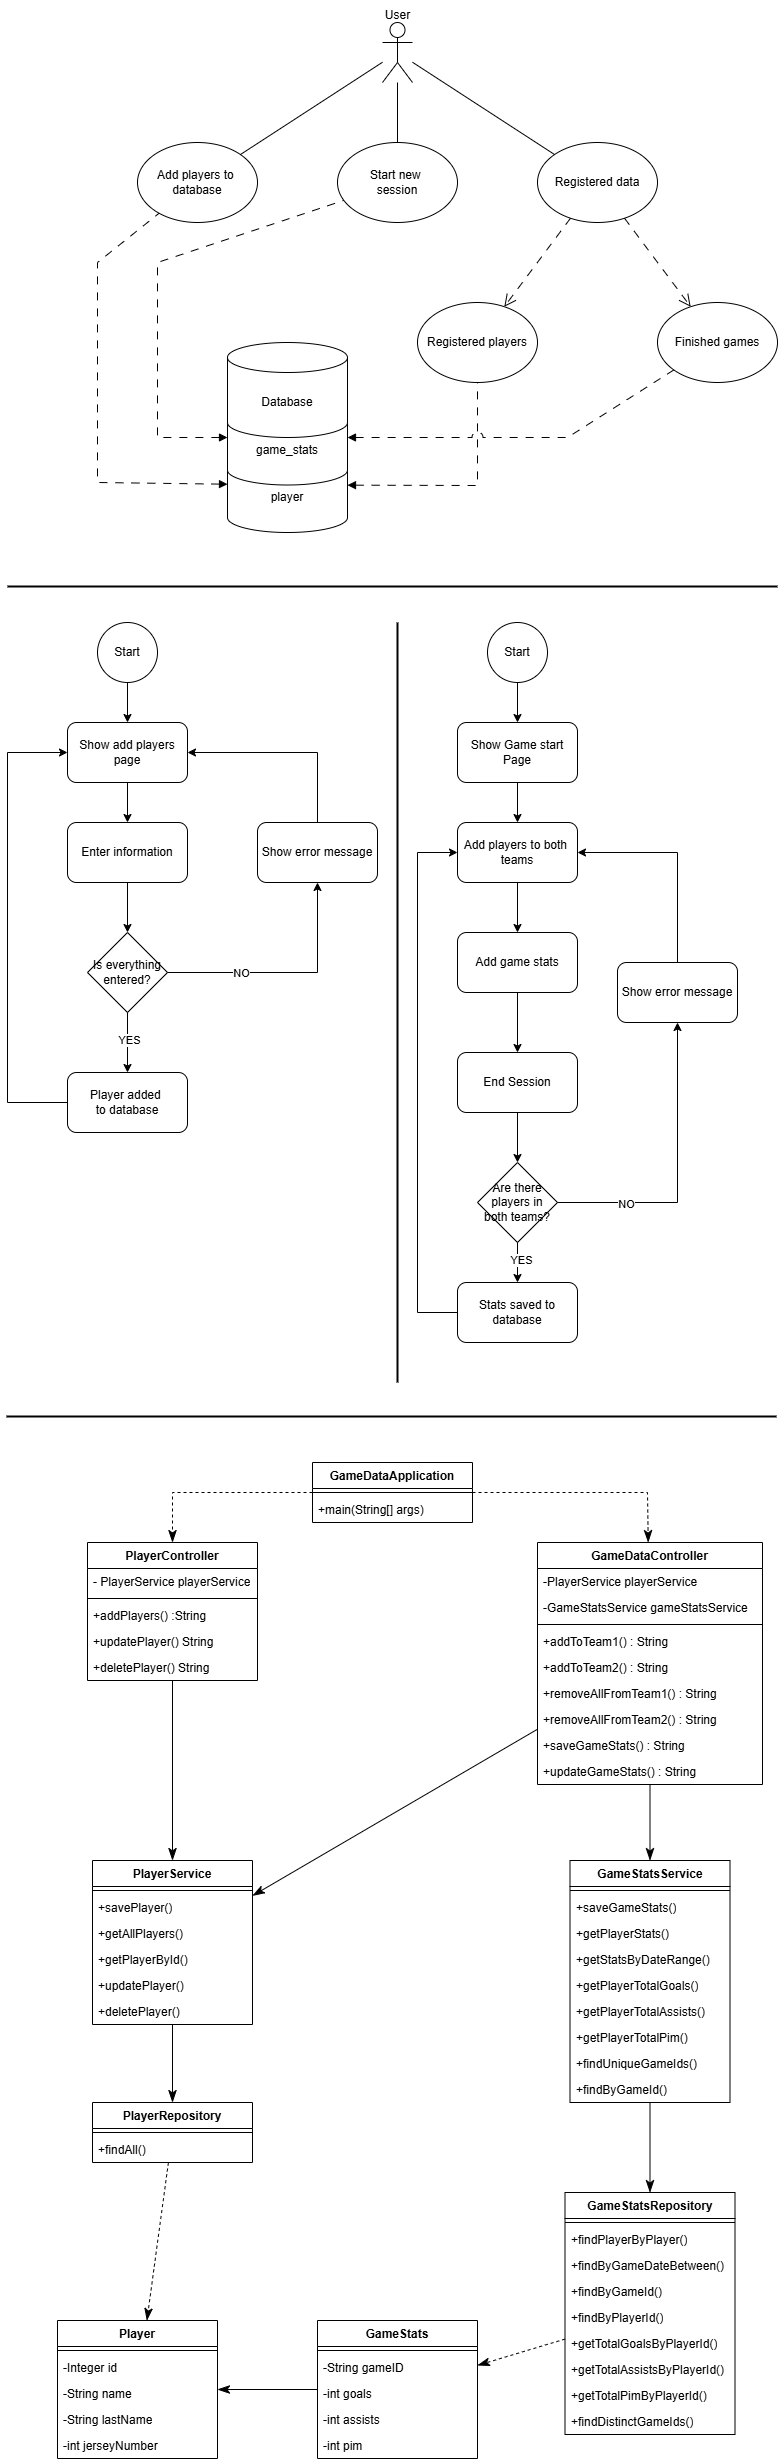 User
Add players to
database
Start new
session
Registered data
Registered players
Finished games
Database
game_stats
player
Start
Show add players
page
Enter information
Show error message
Is everything
entered?
NO
YES
Player added
to database
Start
Show Game start
Page
Add players to both
teams
Add game stats
Show error message
End Session
Are there
players in
both teams?
NO
YES
Stats saved to
database
GameDataApplication
+main(String[] args)
PlayerController
- PlayerService playerService
+addPlayers() :String
+updatePlayer() String
+deletePlayer() String
GameDataController
-PlayerService playerService
-GameStatsService gameStatsService
+addToTeam1() : String
+addToTeam2() : String
+removeAllFromTeam1() : String
+removeAllFromTeam2() : String
+saveGameStats() : String
+updateGameStats() : String
PlayerService
+savePlayer()
+getAllPlayers()
+getPlayerById()
+updatePlayer()
+deletePlayer()
GameStatsService
+saveGameStats()
+getPlayerStats()
+getStatsByDateRange()
+getPlayerTotalGoals()
+getPlayerTotalAssists()
+getPlayerTotalPim()
+findUniqueGameIds()
+findByGameId()
PlayerRepository
+findAll()
GameStatsRepository
+findPlayerByPlayer()
+findByGameDateBetween()
+findByGameId()
+findByPlayerId()
+getTotalGoalsByPlayerId()
+getTotalAssistsByPlayerId()
+getTotalPimByPlayerId()
+findDistinctGameIds()
Player
-Integer id
-String name
-String lastName
-int jerseyNumber
GameStats
-String gameID
-int goals
-int assists
-int pim